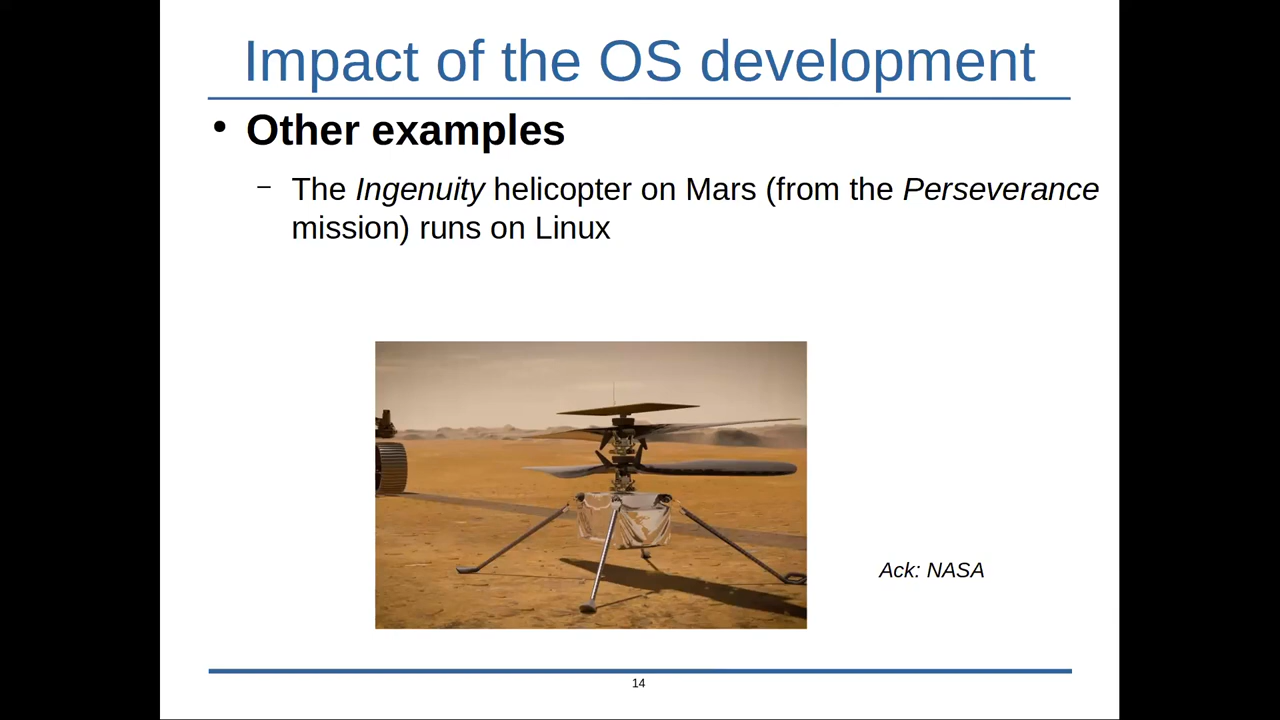 Impact of the OS development
• Other examples
– The Ingenuity helicopter on Mars (from the Perseverance
mission) runs on Linux
Ack: NASA
14